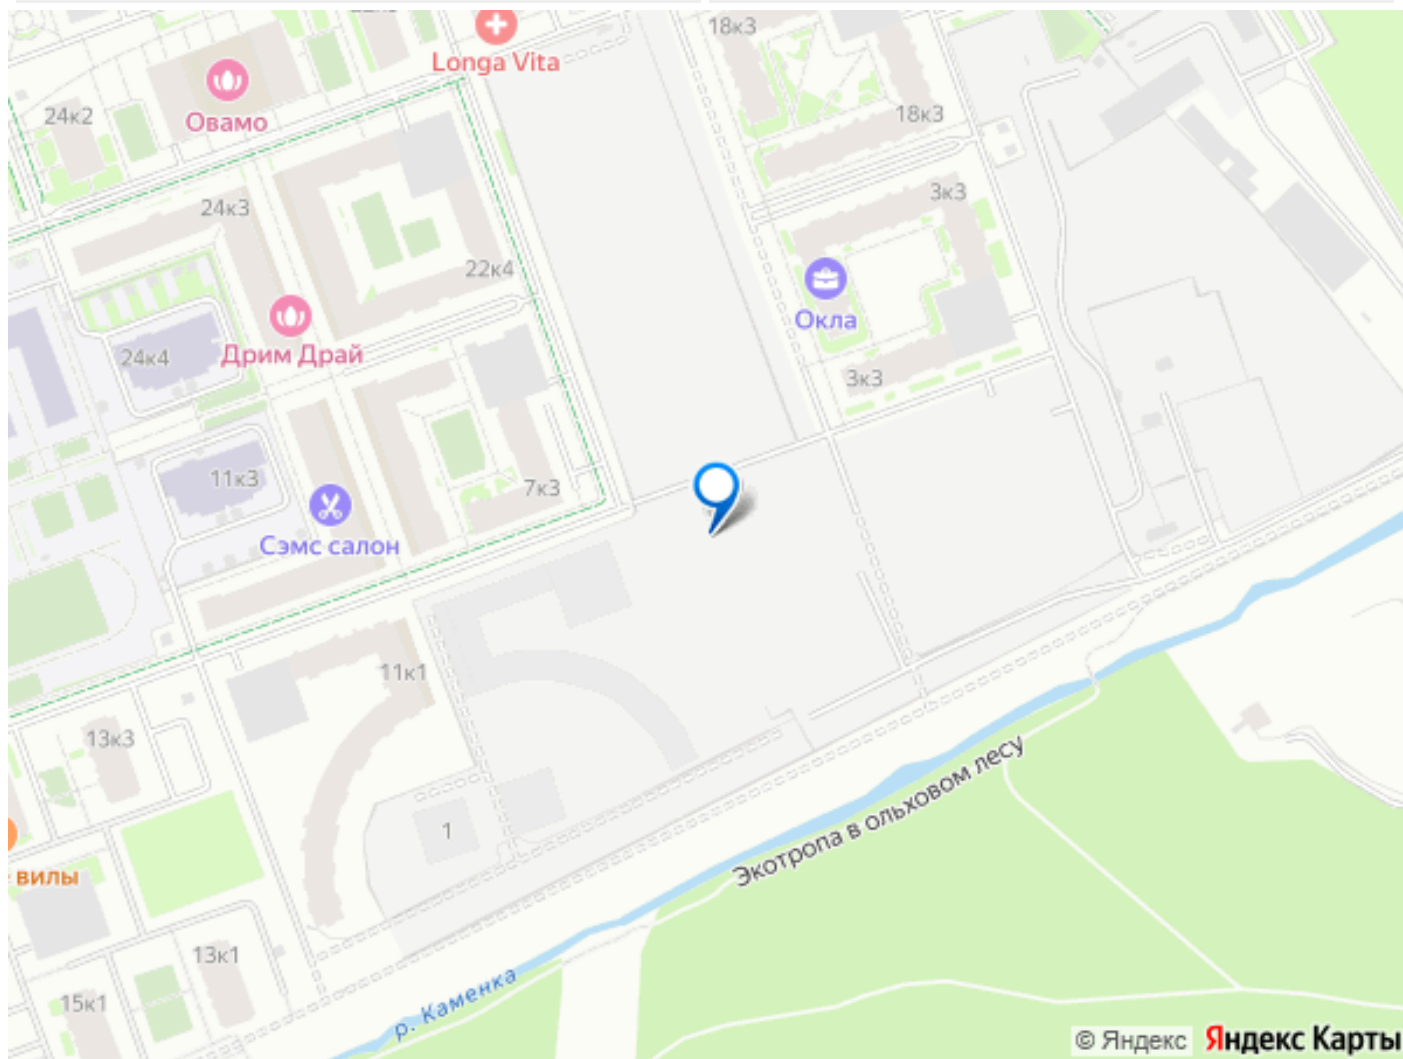 18к3
Longa Vita
24к2
Овамо
18к3
24к3
3к3
22к4
Окла
24к4
Дрим Драй
3к3
11к3
7к3
Сэмс салон
11к1
13к3
1
вилы
Экотропа в ольховом лесу
13к1
15к1
р. Каменка
© Яндекс Яндекс Карты